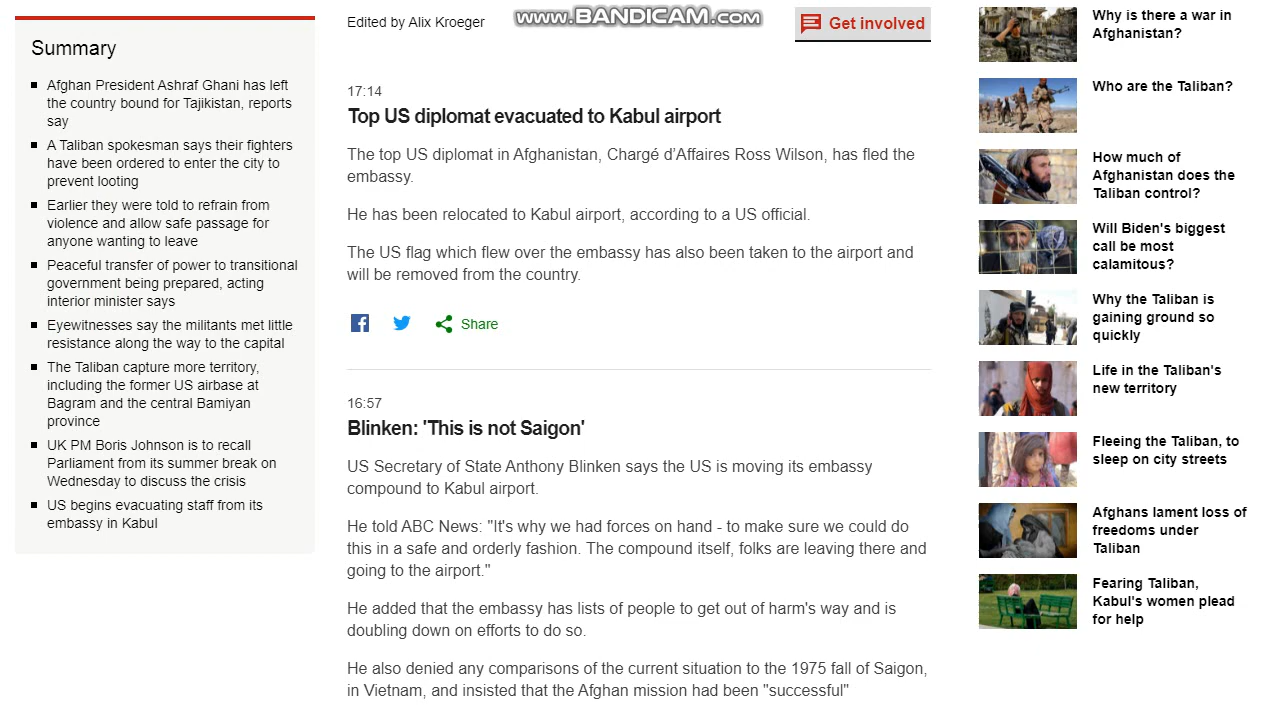 www.BANDICAM.com
Edited by Alix Kroeger
Get involved
Summary
Afghan President Ashraf Ghani has left
the country bound for Tajikistan, reports
say
A Taliban spokesman says their fighters
have been ordered to enter the city to
prevent looting
Earlier they were told to refrain from
violence and allow safe passage for
anyone wanting to leave
Peaceful transfer of power to transitional
government being prepared, acting
interior minister says
Eyewitnesses say the militants met little
resistance along the way to the capital
The Taliban capture more territory,
including the former US airbase at
Bagram and the central Bamiyan
province
UK PM Boris Johnson is to recall
Parliament from its summer break on
Wednesday to discuss the crisis
US begins evacuating staff from its
embassy in Kabul
17:14
Top US diplomat evacuated to Kabul airport
The top US diplomat in Afghanistan, Chargé d’Affaires Ross Wilson, has fled the
embassy.
He has been relocated to Kabul airport, according to a US official.
The US flag which flew over the embassy has also been taken to the airport and
will be removed from the country.
Share
16:57
Blinken: 'This is not Saigon'
US Secretary of State Anthony Blinken says the US is moving its embassy
compound to Kabul airport.
He told ABC News: "It's why we had forces on hand - to make sure we could do
this in a safe and orderly fashion. The compound itself, folks are leaving there and
going to the airport."
He added that the embassy has lists of people to get out of harm's way and is
doubling down on efforts to do so.
He also denied any comparisons of the current situation to the 1975 fall of Saigon,
in Vietnam, and insisted that the Afghan mission had been "successful"
Why is there a war in
Afghanistan?
Who are the Taliban?
How much of
Afghanistan does the
Taliban control?
Will Biden's biggest
call be most
calamitous?
Why the Taliban is
gaining ground so
quickly
Life in the Taliban's
new territory
Fleeing the Taliban, to
sleep on city streets
Afghans lament loss of
freedoms under
Taliban
Fearing Taliban,
Kabul's women plead
for help